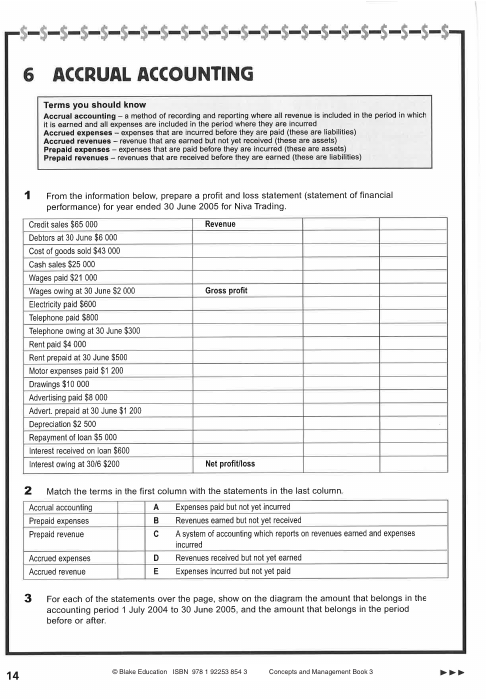 6 ACCRUAL ACCOUNTING
Terms you should know
Accrual accounting – a method of recording and reporting where all revenue is included in the period in which
it is earned and all expenses are included in the period where they are incurred
Accrued expenses – expenses that are incurred before they are paid (these are liabilities)
Accrued revenues – revenue that are earned but not yet received (these are assets)
Prepaid expenses – expenses that are paid before they are incurred (these are assets)
Prepaid revenues – revenues that are received before they are earned (these are liabilities)
1 From the information below, prepare a profit and loss statement (statement of financial
performance) for year ended 30 June 2005 for Niva Trading.
Credit sales $65 000 Revenue
Debtors at 30 June $6 000
Cost of goods sold $43 000
Cash sales $25 000
Wages paid $21 000
Wages owing at 30 June $2 000 Gross profit
Electricity paid $600
Telephone paid $800
Telephone owing at 30 June $300
Rent paid $4 000
Rent prepaid at 30 June $500
Motor expenses paid $1 200
Drawings $10 000
Advertising paid $8 000
Advert. prepaid at 30 June $1 200
Depreciation $2 500
Repayment of loan $5 000
Interest received on loan $600
Interest owing at 30/6 $200 Net profit/loss
2 Match the terms in the first column with the statements in the last column.
Accrual accounting A Expenses paid but not yet incurred
Prepaid expenses B Revenues earned but not yet received
Prepaid revenue C A system of accounting which reports on revenues earned and expenses
incurred
Accrued expenses D Revenues received but not yet earned
Accrued revenue E Expenses incurred but not yet paid
3 For each of the statements over the page, show on the diagram the amount that belongs in the
accounting period 1 July 2004 to 30 June 2005, and the amount that belongs in the period
before or after.
14 © Blake Education ISBN 978 1 92253 854 3 Concepts and Management Book 3